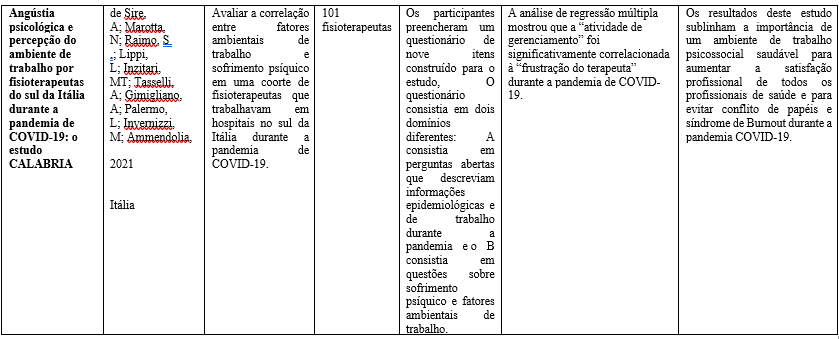 Angústia
psicológica e
percepção do
ambiente de
trabalho por
fisioterapeutas
do sul da Itália
durante a
pandemia de
COVID-19: o
estudo
CALABRIA
de Sire,
A; Marotta,
N; Raimo, S
.; Lippi,
L; Inzitari,
MT; Tasselli,
A; Gimigliano,
A; Palermo,
L; Invernizzi,
M; Ammendolia,
2021
Itália
Avaliar a correlação
entre fatores
ambientais de
trabalho e
sofrimento psíquico
em uma coorte de
fisioterapeutas que
trabalhavam em
hospitais no sul da
Itália durante a
pandemia de
COVID-19.
101
fisioterapeutas
Os participantes
preencheram um
questionário de
nove itens
construído para o
estudo, O
questionário
consistia em dois
domínios
diferentes: A
consistia em
perguntas abertas
que descreviam
informações
epidemiológicas e
de trabalho
durante a
pandemia e o B
consistia em
questões sobre
sofrimento
psíquico e fatores
ambientais de
trabalho.
A análise de regressão múltipla
mostrou que a “atividade de
gerenciamento” foi
significativamente correlacionada
à “frustração do terapeuta”
durante a pandemia de COVID-
19.
Os resultados deste estudo
sublinham a importância de
um ambiente de trabalho
psicossocial saudável para
aumentar a satisfação
profissional de todos os
profissionais de saúde e para
evitar conflito de papéis e
síndrome de Burnout durante a
pandemia COVID-19.